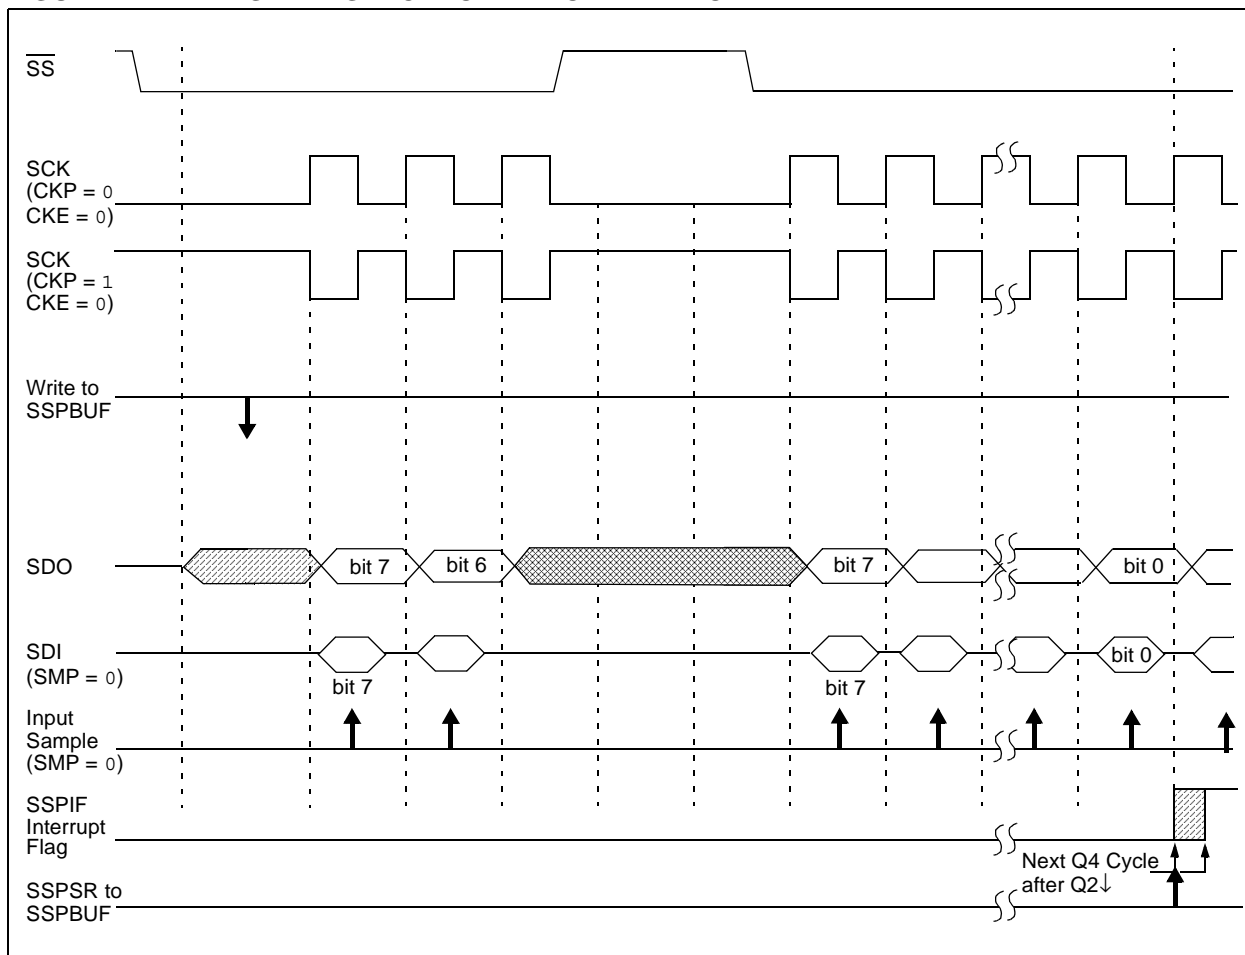 SS
SCK
(CKP = 0
CKE = 0)
SCK
(CKP = 1
CKE = 0)
Write to
SSPBUF
SDO
bit 7
bit 6
bit 7
bit 0
SDI
(SMP = 0)
bit 7
bit 7
bit 0
Input
Sample
(SMP = 0)
SSPIF
Interrupt
Flag
Next Q4 Cycle
after Q2↓
SSPSR to
SSPBUF